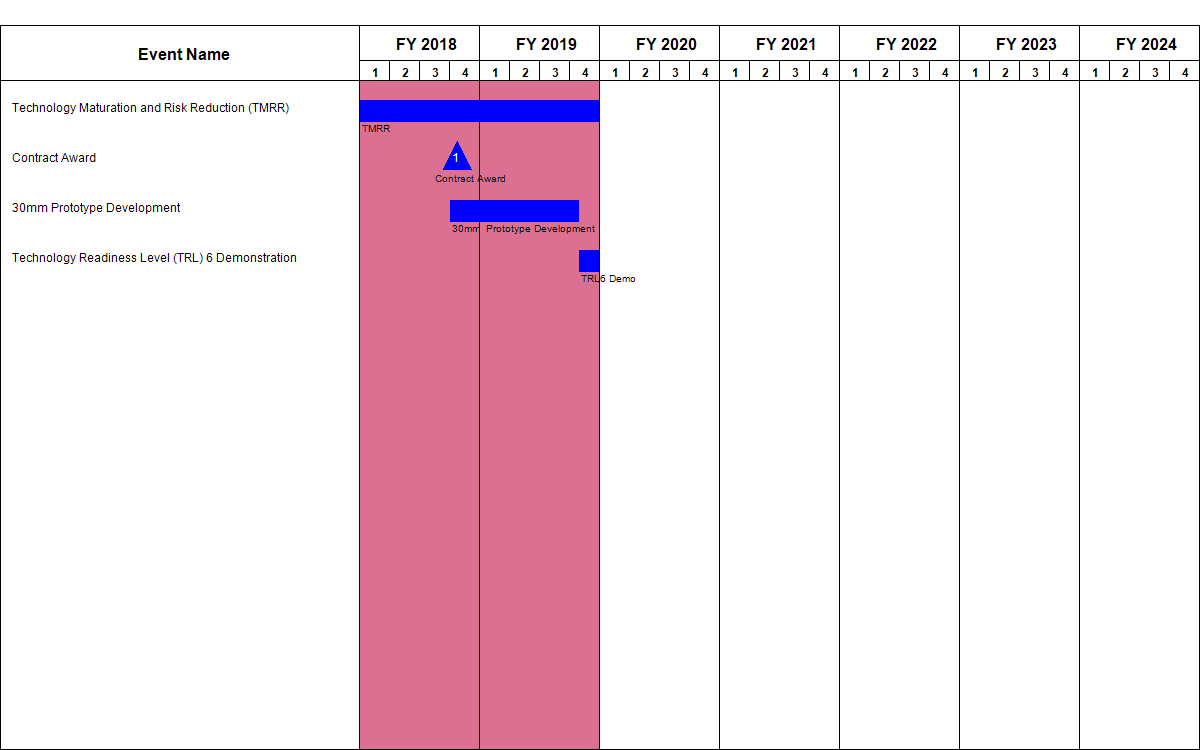 Event Name
FY 2018 FY 2019 FY 2020 FY 2021 FY 2022 FY 2023 FY 2024
1 2 3 4 1 2 3 4 1 2 3 4 1 2 3 4 1 2 3 4 1 2 3 4 1 2 3 4
Technology Maturation and Risk Reduction (TMRR)
TMRR
Contract Award
1
Contract Award
30mm Prototype Development
30mm Prototype Development
Technology Readiness Level (TRL) 6 Demonstration
TRL6 Demo